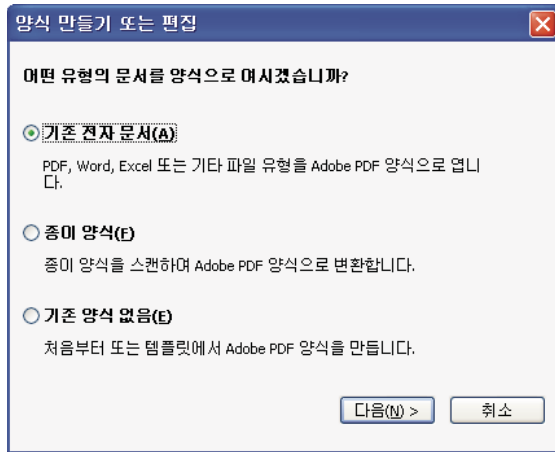 양식 만들기 또는 편집
어떤 유형의 문서를 양식으로 여시겠습니까?
기존 전자 문서(A)
PDF, Word, Excel 또는 기타 파일 유형을 Adobe PDF 양식으로 엽니
다.
종이 양식(F)
종이 양식을 스캔하여 Adobe PDF 양식으로 변환합니다.
기존 양식 없음(E)
처음부터 또는 템플릿에서 Adobe PDF 양식을 만듭니다.
다음(N) > 취소